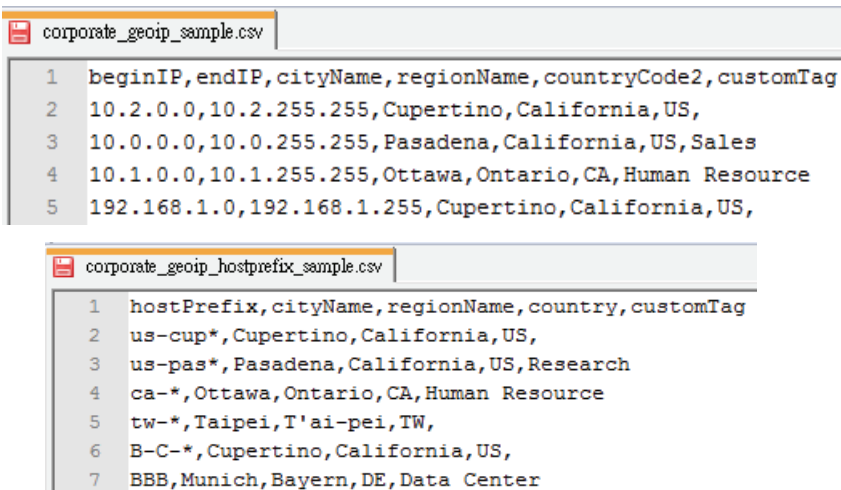 corporate_geoip_sample.csv
1 beginIP,endIP,cityName,regionName,countryCode2,customTag
2 10.2.0.0,10.2.255.255,Cupertino,California,US,
3 10.0.0.0,10.0.255.255,Pasadena,California,US,Sales
4 10.1.0.0,10.1.255.255,Ottawa,Ontario,CA,Human Resource
5 192.168.1.0,192.168.1.255,Cupertino,California,US,
corporate_geoip_hostprefix_sample.csv
1 hostPrefix,cityName,regionName,country,customTag
2 us-cup*,Cupertino,California,US,
3 us-pas*,Pasadena,California,US,Research
4 ca-*,Ottawa,Ontario,CA,Human Resource
5 tw-*,Taipei,T'ai-pei,TW,
6 B-C-*,Cupertino,California,US,
7 BBB,Munich,Bayern,DE,Data Center